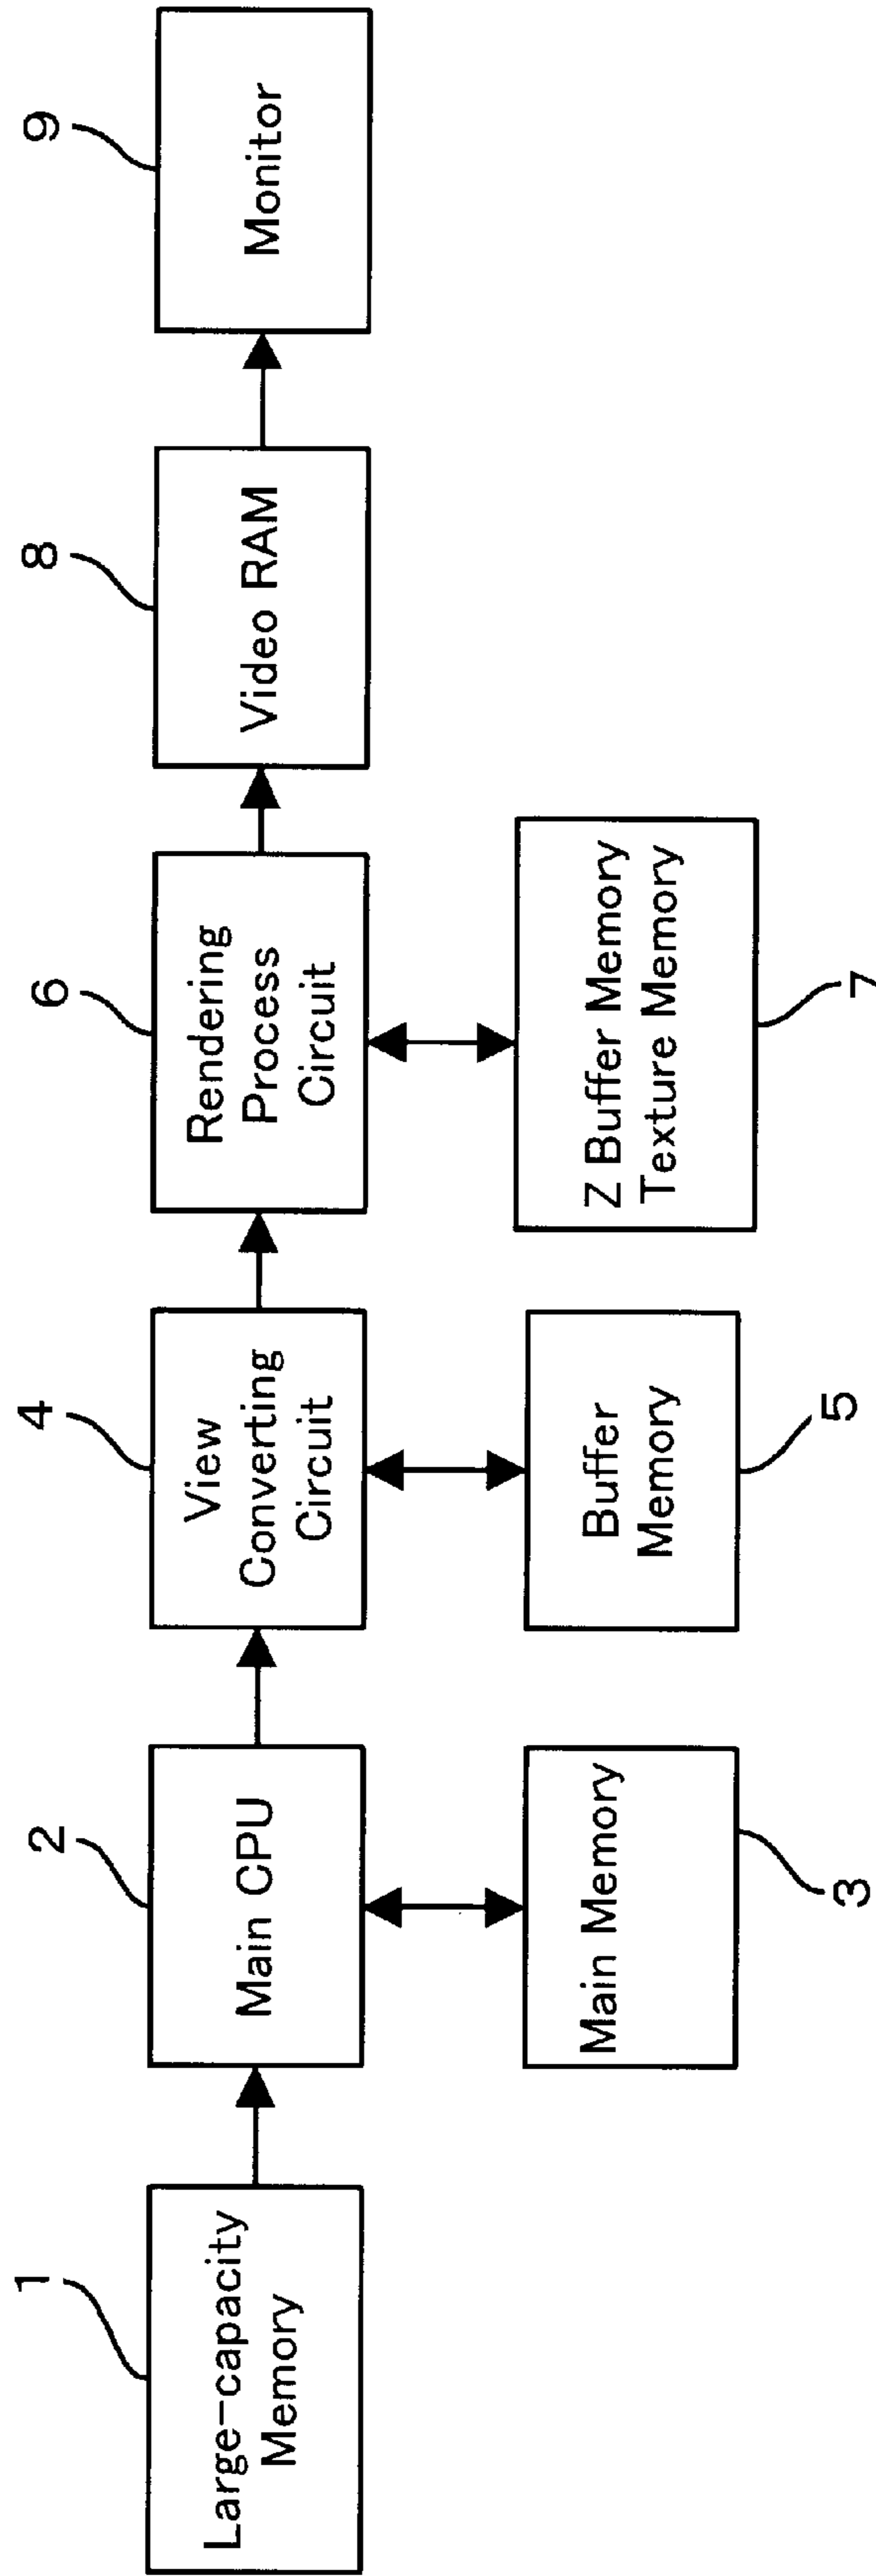 1
Large-capacity
Memory
2
Main CPU
3
Main Memory
4
View
Converting
Circuit
5
Buffer
Memory
6
Rendering
Process
Circuit
7
Z Buffer Memory
Texture Memory
8
Video RAM
9
Monitor